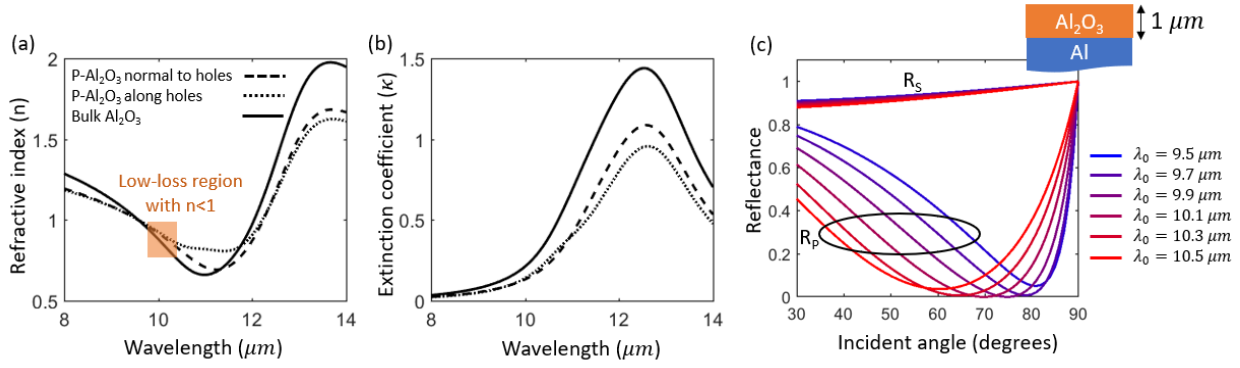 (a)
2
1.5
1
0.5
8
10
12
14
Refractive index (n)
Wavelength (μm)
P-Al₂O₃ normal to holes
P-Al₂O₃ along holes
Bulk Al₂O₃
Low-loss region
with n<1
(b)
1.5
1
0.5
0
8
10
12
14
Extinction coefficient (κ)
Wavelength (μm)
(c)
Al₂O₃
Al
1 μm
1
0.8
0.6
0.4
0.2
0
30
40
50
60
70
80
90
Reflectance
Incident angle (degrees)
R_S
R_P
λ₀ = 9.5 μm
λ₀ = 9.7 μm
λ₀ = 9.9 μm
λ₀ = 10.1 μm
λ₀ = 10.3 μm
λ₀ = 10.5 μm